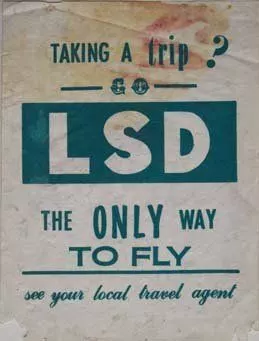 TAKING A trip ?
GO
LSD
THE ONLY WAY
TO FLY
see your local travel agent